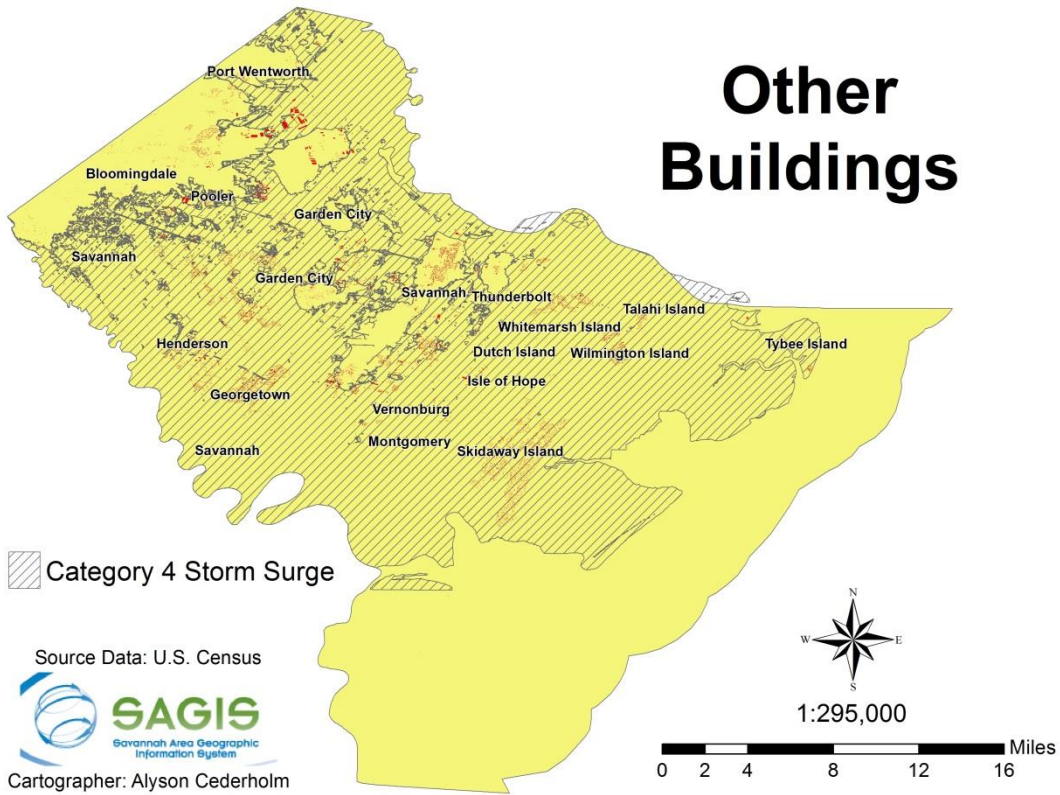 Other
Buildings
Port Wentworth
Bloomingdale
Pooler
Garden City
Savannah
Garden City
Savannah
Thunderbolt
Talahi Island
Whitemarsh Island
Henderson
Dutch Island
Wilmington Island
Tybee Island
Isle of Hope
Georgetown
Vernonburg
Montgomery
Savannah
Skidaway Island
Category 4 Storm Surge
Source Data: U.S. Census
SAGIS
Savannah Area Geographic
Information System
Cartographer: Alyson Cederholm
N
W
E
S
1:295,000
Miles
0 2 4 8 12 16